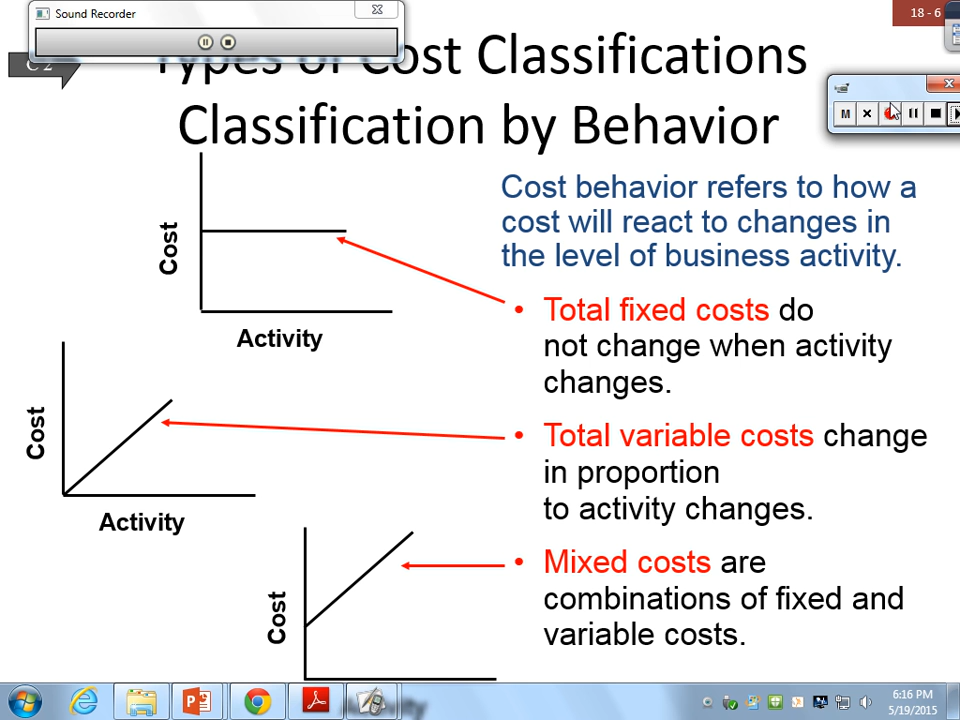 Sound Recorder
18 - 6
C 2
Types of Cost Classifications
Classification by Behavior
M
Cost behavior refers to how a
cost will react to changes in
the level of business activity.
Cost
Activity
• Total fixed costs do
not change when activity
changes.
Cost
Activity
• Total variable costs change
in proportion
to activity changes.
Cost
• Mixed costs are
combinations of fixed and
variable costs.
Activity
6:16 PM
5/19/2015